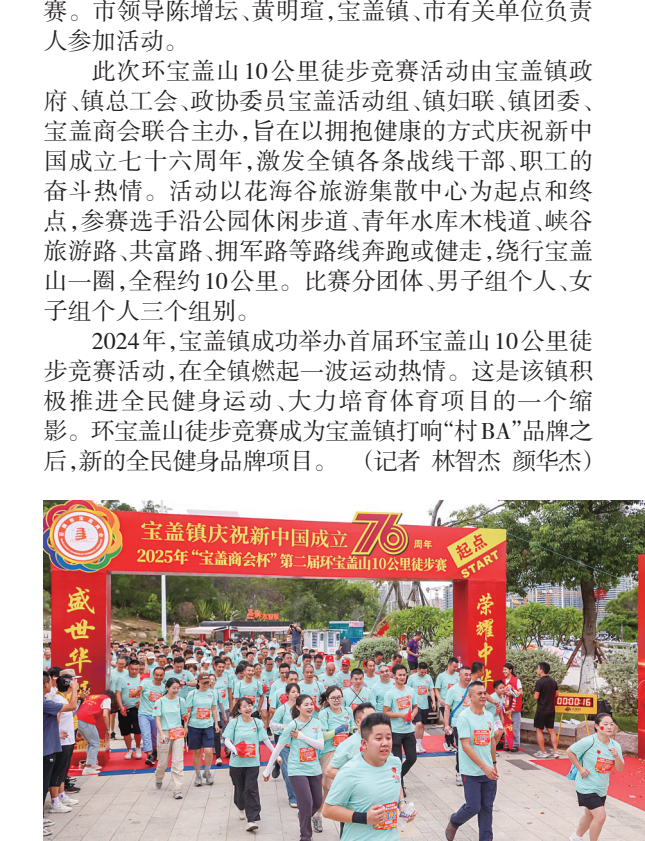 赛。市领导陈增坛、黄明瑄,宝盖镇、市有关单位负责
人参加活动。
此次环宝盖山10公里徒步竞赛活动由宝盖镇政
府、镇总工会、政协委员宝盖活动组、镇妇联、镇团委、
宝盖商会联合主办,旨在以拥抱健康的方式庆祝新中
国成立七十六周年,激发全镇各条战线干部、职工的
奋斗热情。活动以花海谷旅游集散中心为起点和终
点,参赛选手沿公园休闲步道、青年水库木栈道、峡谷
旅游路、共富路、拥军路等路线奔跑或健走,绕行宝盖
山一圈,全程约10公里。比赛分团体、男子组个人、女
子组个人三个组别。
2024年,宝盖镇成功举办首届环宝盖山10公里徒
步竞赛活动,在全镇燃起一波运动热情。这是该镇积
极推进全民健身运动、大力培育体育项目的一个缩
影。环宝盖山徒步竞赛成为宝盖镇打响“村BA”品牌之
后,新的全民健身品牌项目。 (记者 林智杰 颜华杰)
宝盖镇庆祝新中国成立76周年
2025年“宝盖商会杯”第二届环宝盖山10公里徒步赛
起点
START
盛世华
荣耀中华
00:00:16